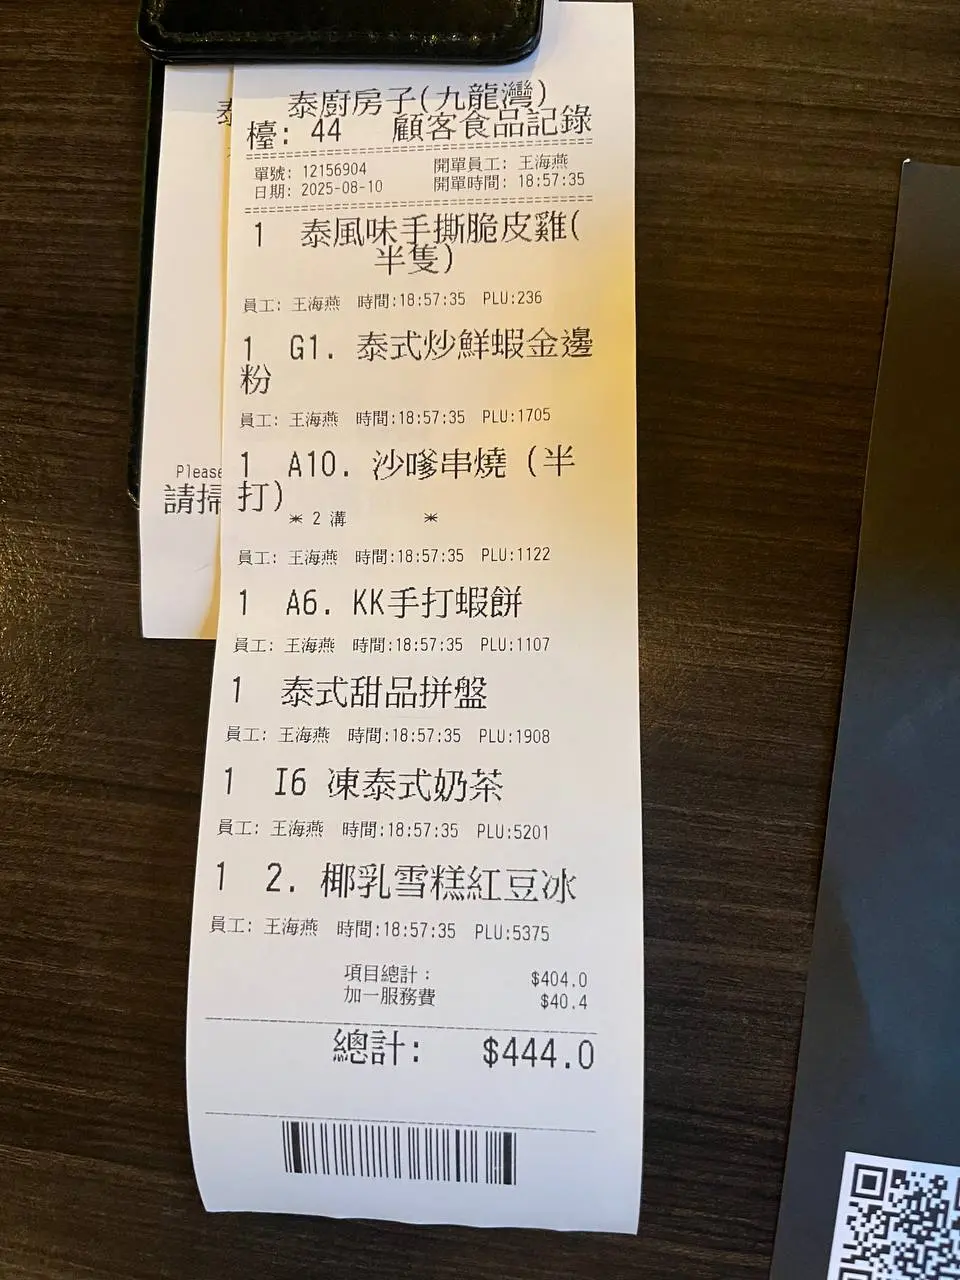 泰廚房子(九龍灣)
檯: 44 顧客食品記錄
單號: 12156904 開單員工: 王海燕
日期: 2025-08-10 開單時間: 18:57:35
1 泰風味手撕脆皮雞(
半隻)
員工: 王海燕 時間:18:57:35 PLU:236
1 G1. 泰式炒鮮蝦金邊
粉
員工: 王海燕 時間:18:57:35 PLU:1705
1 A10. 沙嗲串燒 (半
打)
* 2 溝 *
員工: 王海燕 時間:18:57:35 PLU:1122
1 A6. KK手打蝦餅
員工: 王海燕 時間:18:57:35 PLU:1107
1 泰式甜品拼盤
員工: 王海燕 時間:18:57:35 PLU:1908
1 I6 凍泰式奶茶
員工: 王海燕 時間:18:57:35 PLU:5201
1 2. 椰乳雪糕紅豆冰
員工: 王海燕 時間:18:57:35 PLU:5375
項目總計: $404.0
加一服務費 $40.4
總計: $444.0
Please
請掃